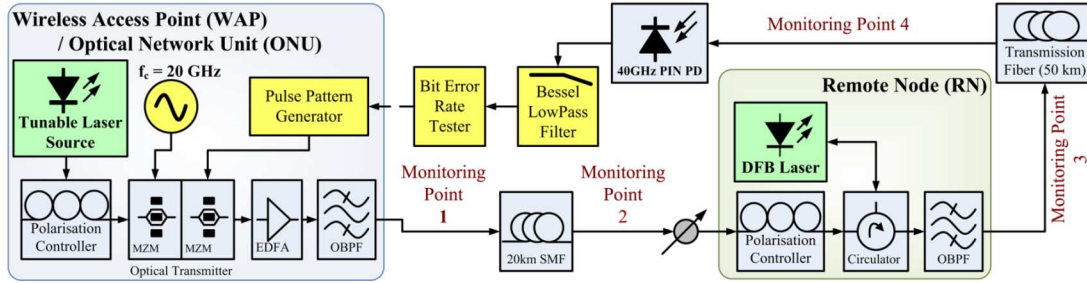 Wireless Access Point (WAP)
/ Optical Network Unit (ONU)
f_c = 20 GHz
Tunable Laser
Source
Pulse Pattern
Generator
Bit Error
Rate
Tester
Bessel
LowPass
Filter
40GHz PIN PD
Monitoring Point 4
Transmission
Fiber (50 km)
Remote Node (RN)
DFB Laser
Monitoring Point
3
Polarisation
Controller
MZM
MZM
EDFA
OBPF
Optical Transmitter
Monitoring
Point
1
20km SMF
Monitoring
Point
2
Polarisation
Controller
Circulator
OBPF